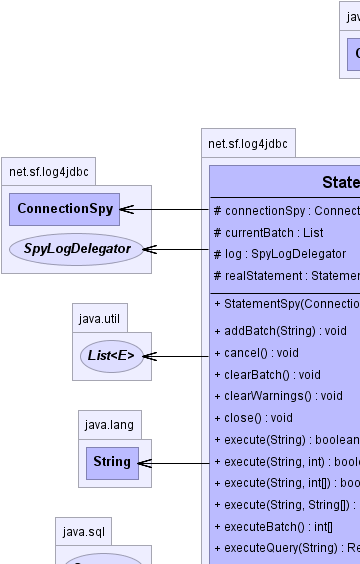 jav
net.sf.log4jdbc
net.sf.log4jdbc
State
ConnectionSpy
# connectionSpy : Connect
SpyLogDelegator
# currentBatch : List
# log : SpyLogDelegator
# realStatement : Stateme
+ StatementSpy(Connectio
java.util
List<E>
+ addBatch(String) : void
+ cancel() : void
+ clearBatch() : void
+ clearWarnings() : void
+ close() : void
java.lang
String
+ execute(String) : boolean
+ execute(String, int) : boole
+ execute(String, int[]) : boo
+ execute(String, String[]) :
java.sql
+ executeBatch() : int[]
+ executeQuery(String) : Re